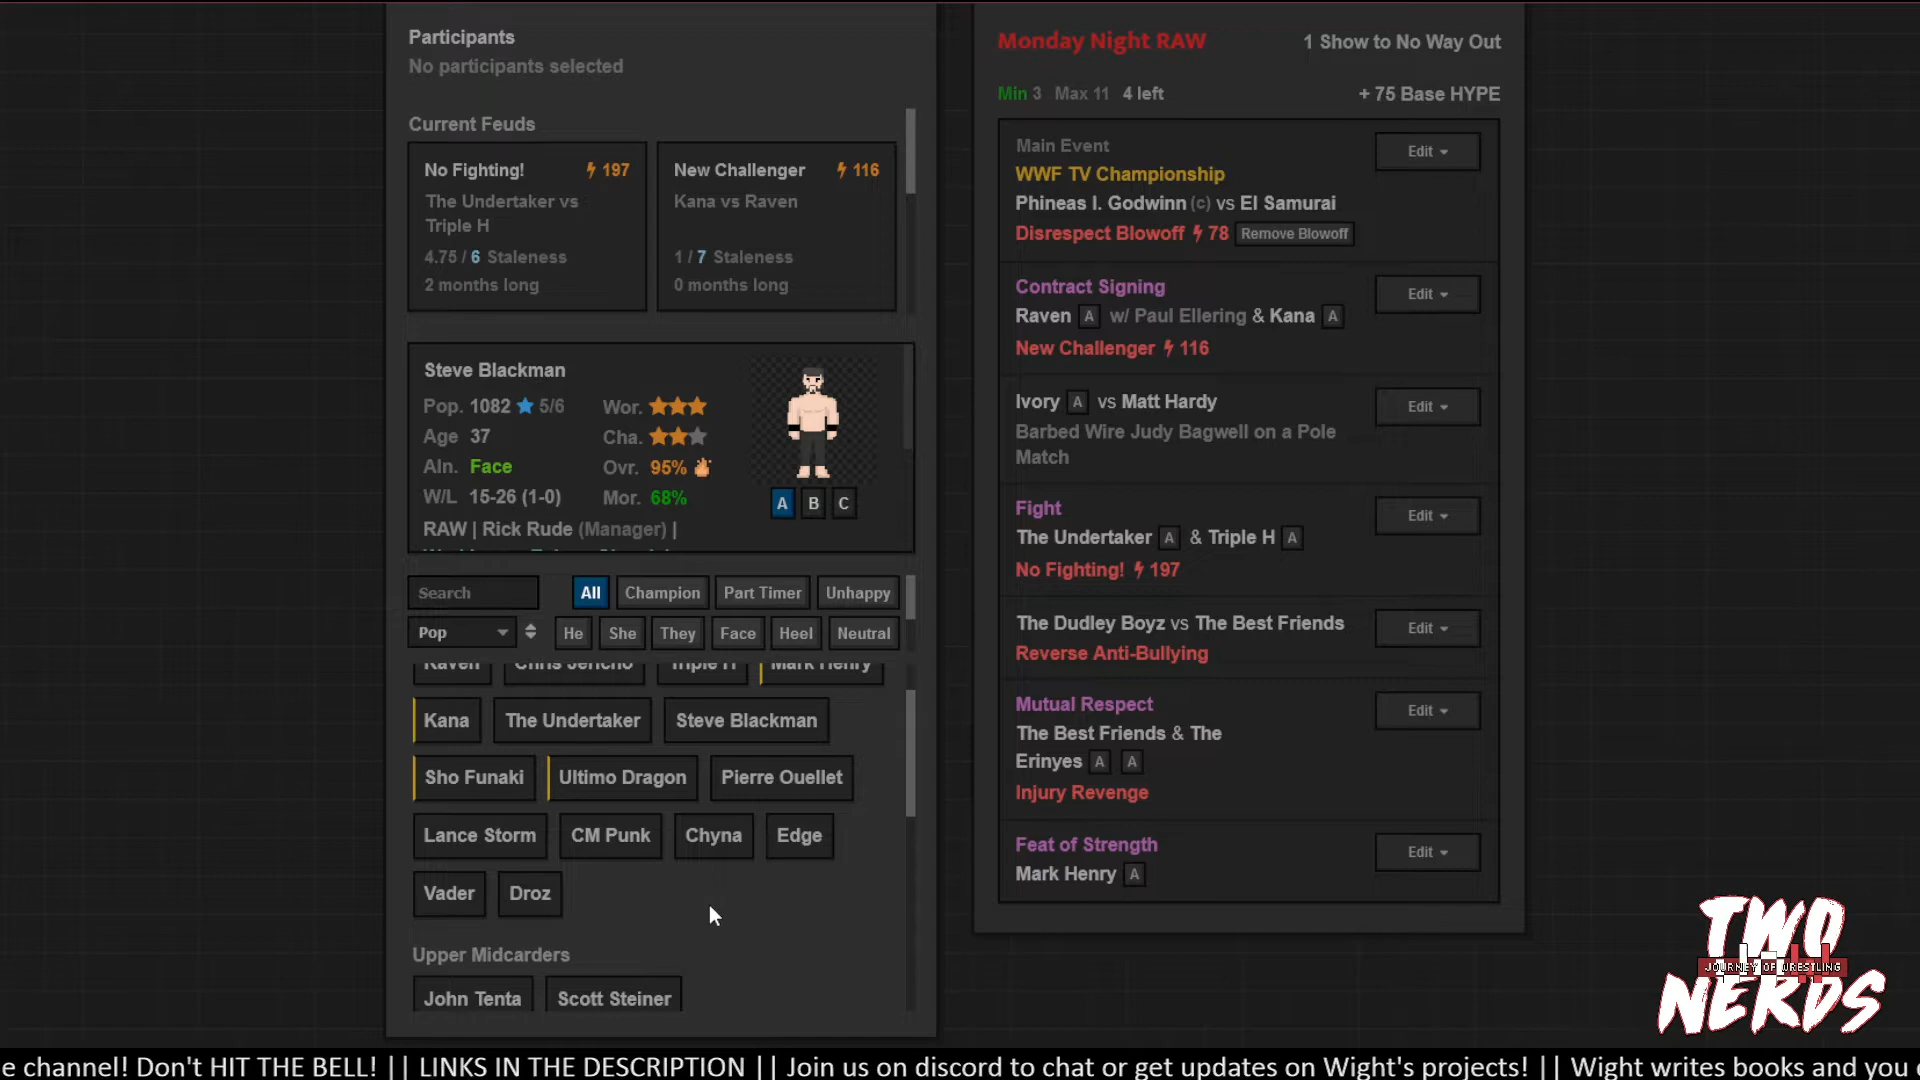 Participants
No participants selected
Current Feuds
No Fighting! 197
The Undertaker vs
Triple H
4.75 / 6 Staleness
2 months long
New Challenger 116
Kana vs Raven
1 / 7 Staleness
0 months long
Steve Blackman
Pop. 1082 5/6
Age 37
Aln. Face
W/L 15-26 (1-0)
Wor.
Cha.
Ovr. 95%
Mor. 68%
RAW | Rick Rude (Manager) |
A B C
Search
All Champion Part Timer Unhappy
Pop He She They Face Heel Neutral
Raven Chris Jericho Triple H Mark Henry
Kana The Undertaker Steve Blackman
Sho Funaki Ultimo Dragon Pierre Ouellet
Lance Storm CM Punk Chyna Edge
Vader Droz
Upper Midcarders
John Tenta Scott Steiner
Monday Night RAW 1 Show to No Way Out
Min 3 Max 11 4 left + 75 Base HYPE
Main Event Edit
WWF TV Championship
Phineas I. Godwinn (c) vs El Samurai
Disrespect Blowoff 78 Remove Blowoff
Contract Signing Edit
Raven A w/ Paul Ellering & Kana A
New Challenger 116
Ivory A vs Matt Hardy Edit
Barbed Wire Judy Bagwell on a Pole
Match
Fight Edit
The Undertaker A & Triple H A
No Fighting! 197
The Dudley Boyz vs The Best Friends Edit
Reverse Anti-Bullying
Mutual Respect Edit
The Best Friends & The
Erinyes A A
Injury Revenge
Feat of Strength Edit
Mark Henry A
TWO
JOURNEY OF WRESTLING
NERDS
e channel! Don't HIT THE BELL! || LINKS IN THE DESCRIPTION || Join us on discord to chat or get updates on Wight's projects! || Wight writes books and you